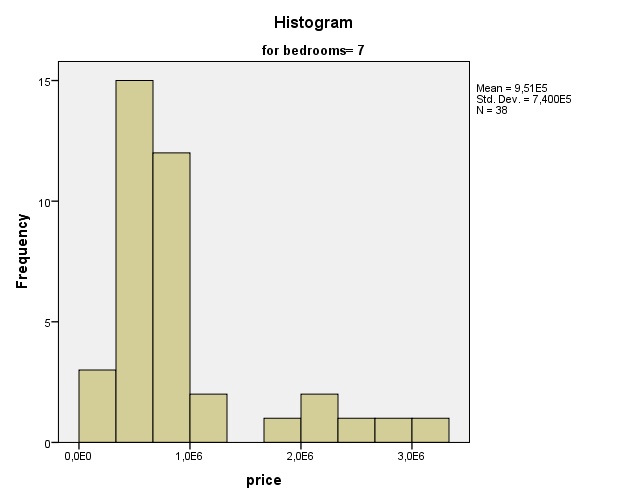 Histogram
for bedrooms= 7
Mean = 9,51E5
Std. Dev. = 7,400E5
N = 38
Frequency
15
10
5
0
0,0E0 1,0E6 2,0E6 3,0E6
price